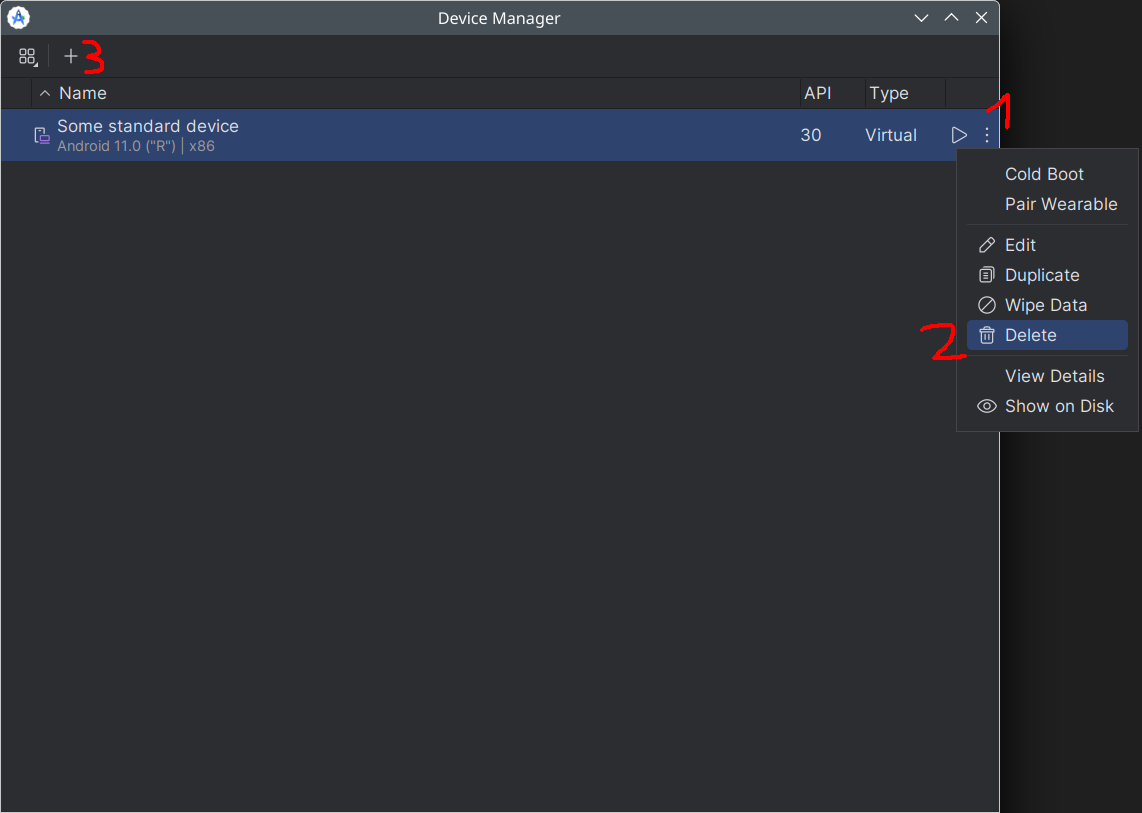 Device Manager
3
Name API Type
1
Some standard device
Android 11.0 ("R") | x86
30 Virtual
Cold Boot
Pair Wearable
Edit
Duplicate
Wipe Data
2
Delete
View Details
Show on Disk